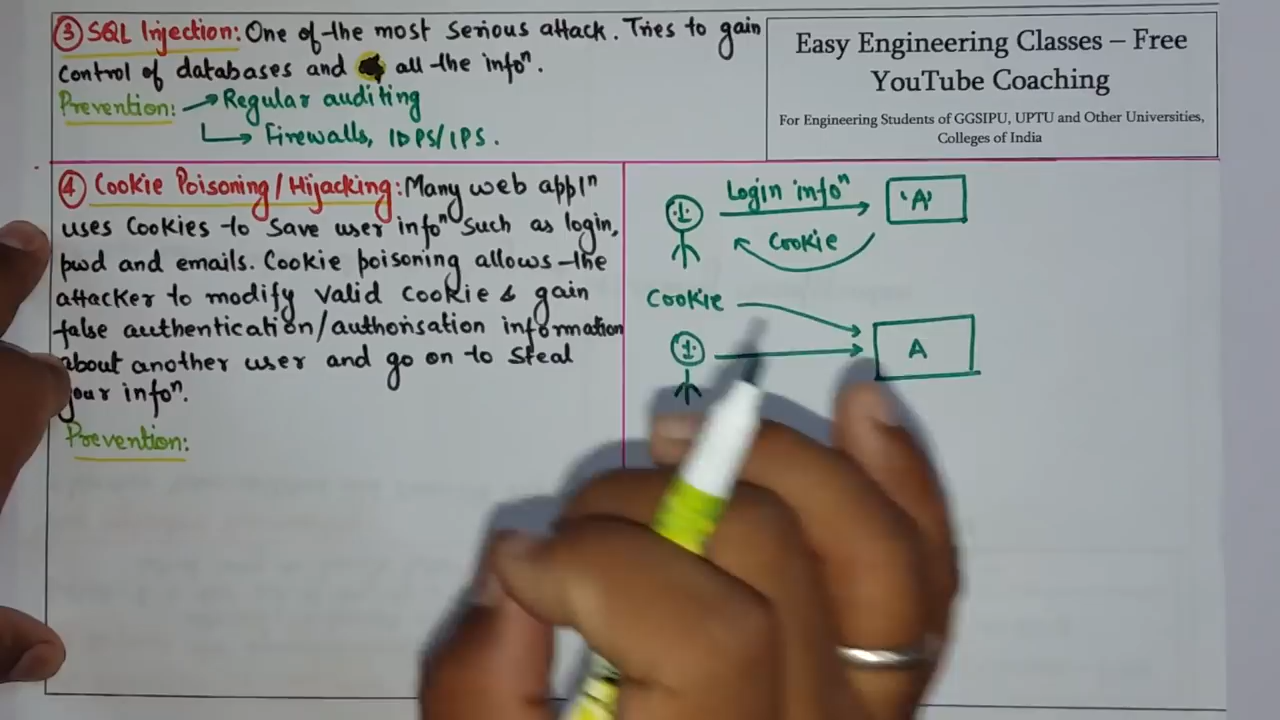 ③ SQL Injection: One of the most serious attack. Tries to gain
control of databases and all the infoⁿ.
Prevention: → Regular auditing
→ Firewalls, IDPS/IPS.
Easy Engineering Classes – Free
YouTube Coaching
For Engineering Students of GGSIPU, UPTU and Other Universities,
Colleges of India
④ Cookie Poisoning/Hijacking: Many web applⁿ
uses cookies to save user infoⁿ such as login,
pwd and emails. Cookie poisoning allows the
attacker to modify valid cookie & gain
false authentication/authorisation information
about another user and go on to steal
your infoⁿ.
Prevention:
Login infoⁿ
'A'
Cookie
Cookie
A